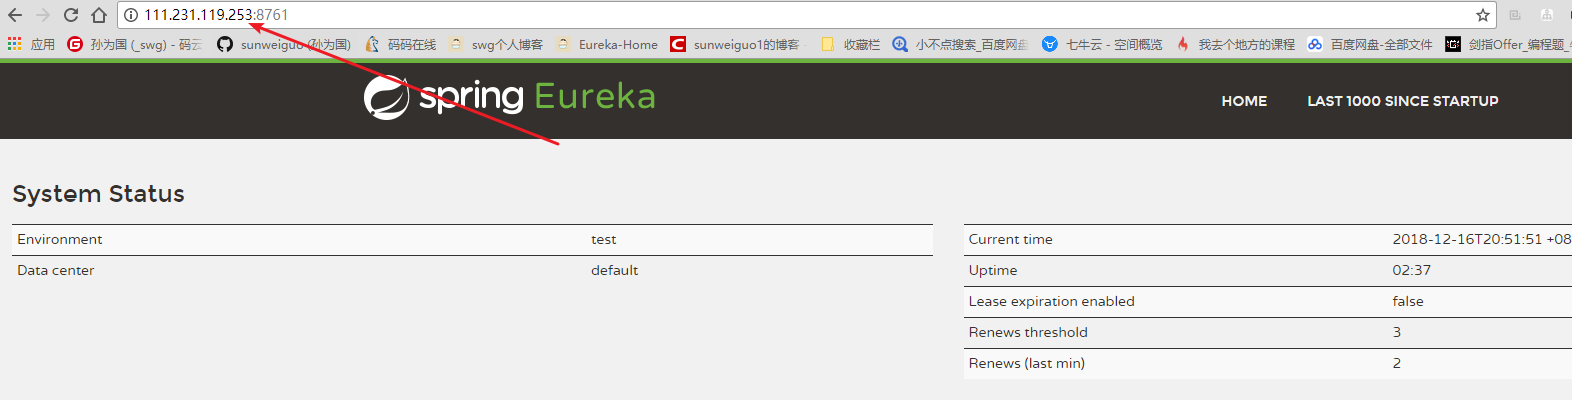 111.231.119.253:8761
应用 孙为国 (_swg) - 码云 sunweiguo (孙为国) 码码在线 swg个人博客 Eureka-Home sunweiguo1的博客 收藏栏 小不点搜索_百度网盘 七牛云 - 空间概览 我去个地方的课程 百度网盘-全部文件 剑指Offer_编程题_
spring Eureka
HOME LAST 1000 SINCE STARTUP
System Status
Environment test Current time 2018-12-16T20:51:51 +08
Data center default Uptime 02:37
Lease expiration enabled false
Renews threshold 3
Renews (last min) 2